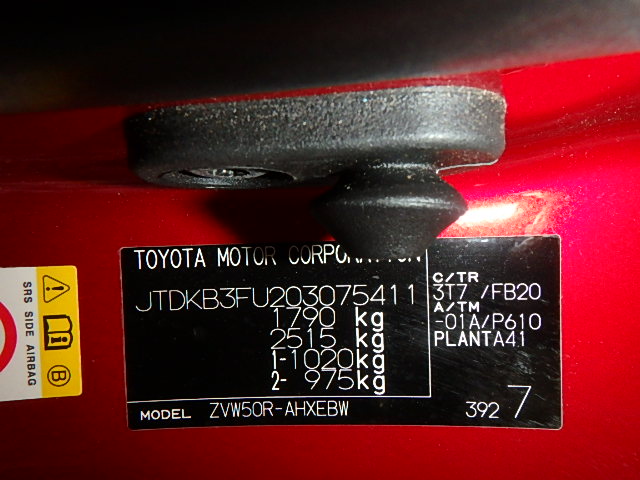 TOYOTA MOTOR CORPORATION
JTDKB3FU203075411
1790 kg
2515 kg
1-1020kg
2- 975kg
C/TR
3T7 /FB20
A/TM
-01A/P610
PLANTA41
MODEL ZVW50R-AHXEBW
392 7
SRS SIDE AIRBAG
B